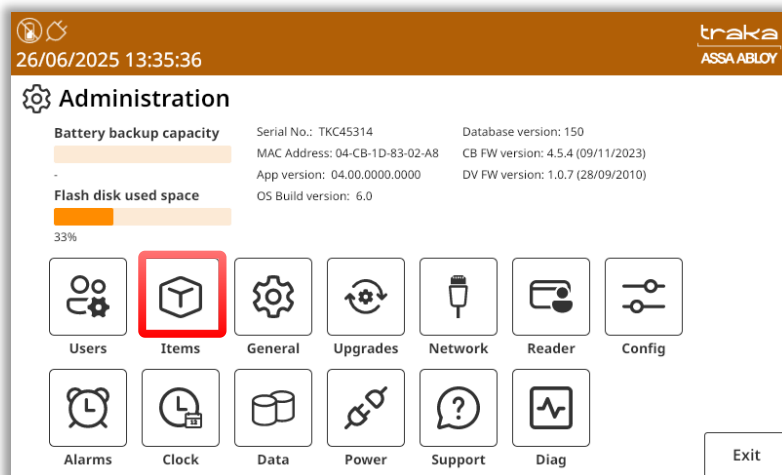 26/06/2025 13:35:36
traka
ASSA ABLOY
Administration
Battery backup capacity
-
Flash disk used space
33%
Serial No.: TKC45314
MAC Address: 04-CB-1D-83-02-A8
App version: 04.00.0000.0000
OS Build version: 6.0
Database version: 150
CB FW version: 4.5.4 (09/11/2023)
DV FW version: 1.0.7 (28/09/2010)
Users
Items
General
Upgrades
Network
Reader
Config
Alarms
Clock
Data
Power
Support
Diag
Exit